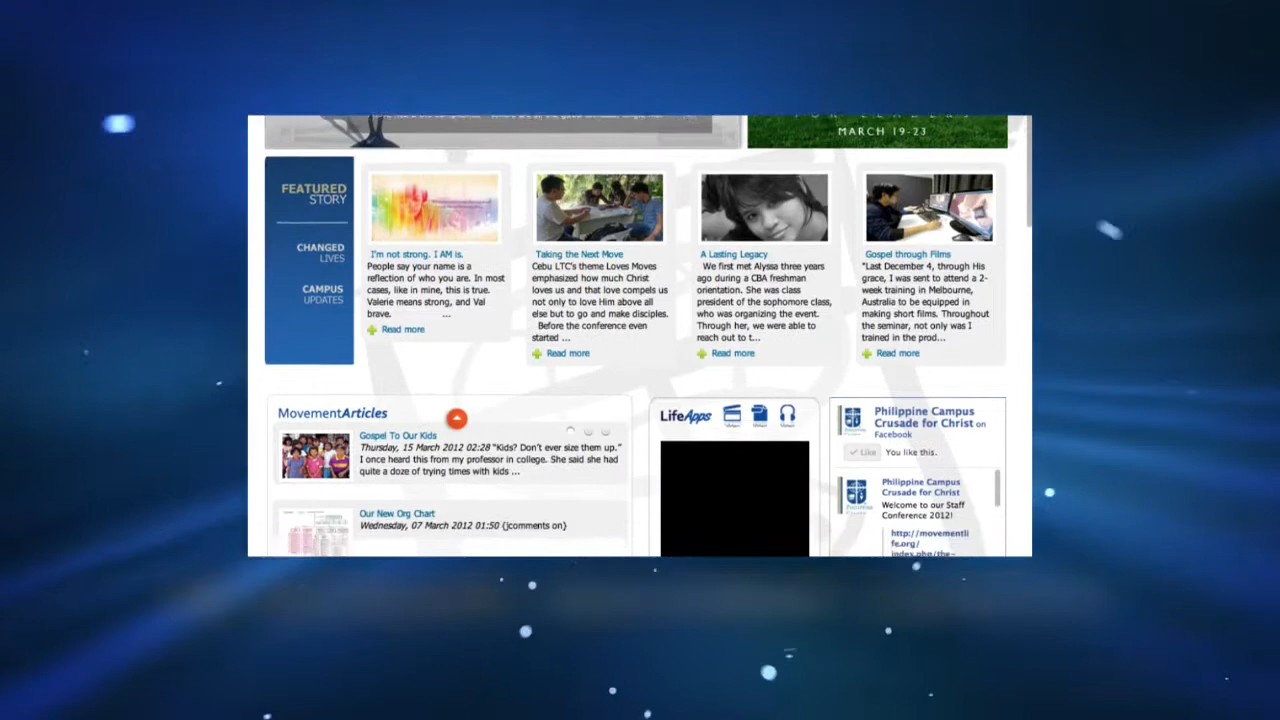 FOR LEADERS
MARCH 19-23
FEATURED
STORY
CHANGED
LIVES
CAMPUS
UPDATES
I'm not strong. I AM is.
People say your name is a
reflection of who you are. In most
cases, like in mine, this is true.
Valerie means strong, and Val
brave. ...
Read more
Taking the Next Move
Cebu LTC's theme Loves Moves
emphasized how much Christ
loves us and that love compels us
not only to love Him above all
else but to go and make disciples.
Before the conference even
started ...
Read more
A Lasting Legacy
We first met Alyssa three years
ago during a CBA freshman
orientation. She was class
president of the sophomore class,
who was organizing the event.
Through her, we were able to
reach out to t...
Read more
Gospel through Films
"Last December 4, through His
grace, I was sent to attend a 2-
week training in Melbourne,
Australia to be equipped in
making short films. Throughout
the seminar, not only was I
trained in the prod...
Read more
MovementArticles
Gospel To Our Kids
Thursday, 15 March 2012 02:28 "Kids? Don't ever size them up."
I once heard this from my professor in college. She said she had
quite a doze of trying times with kids ...
Our New Org Chart
Wednesday, 07 March 2012 01:50 {jcomments on}
LifeApps
Philippine Campus
Crusade for Christ on
Facebook
Like You like this.
Philippine Campus
Crusade for Christ
Welcome to our Staff
Conference 2012!
http://movementli
fe.org/
index.php/the-